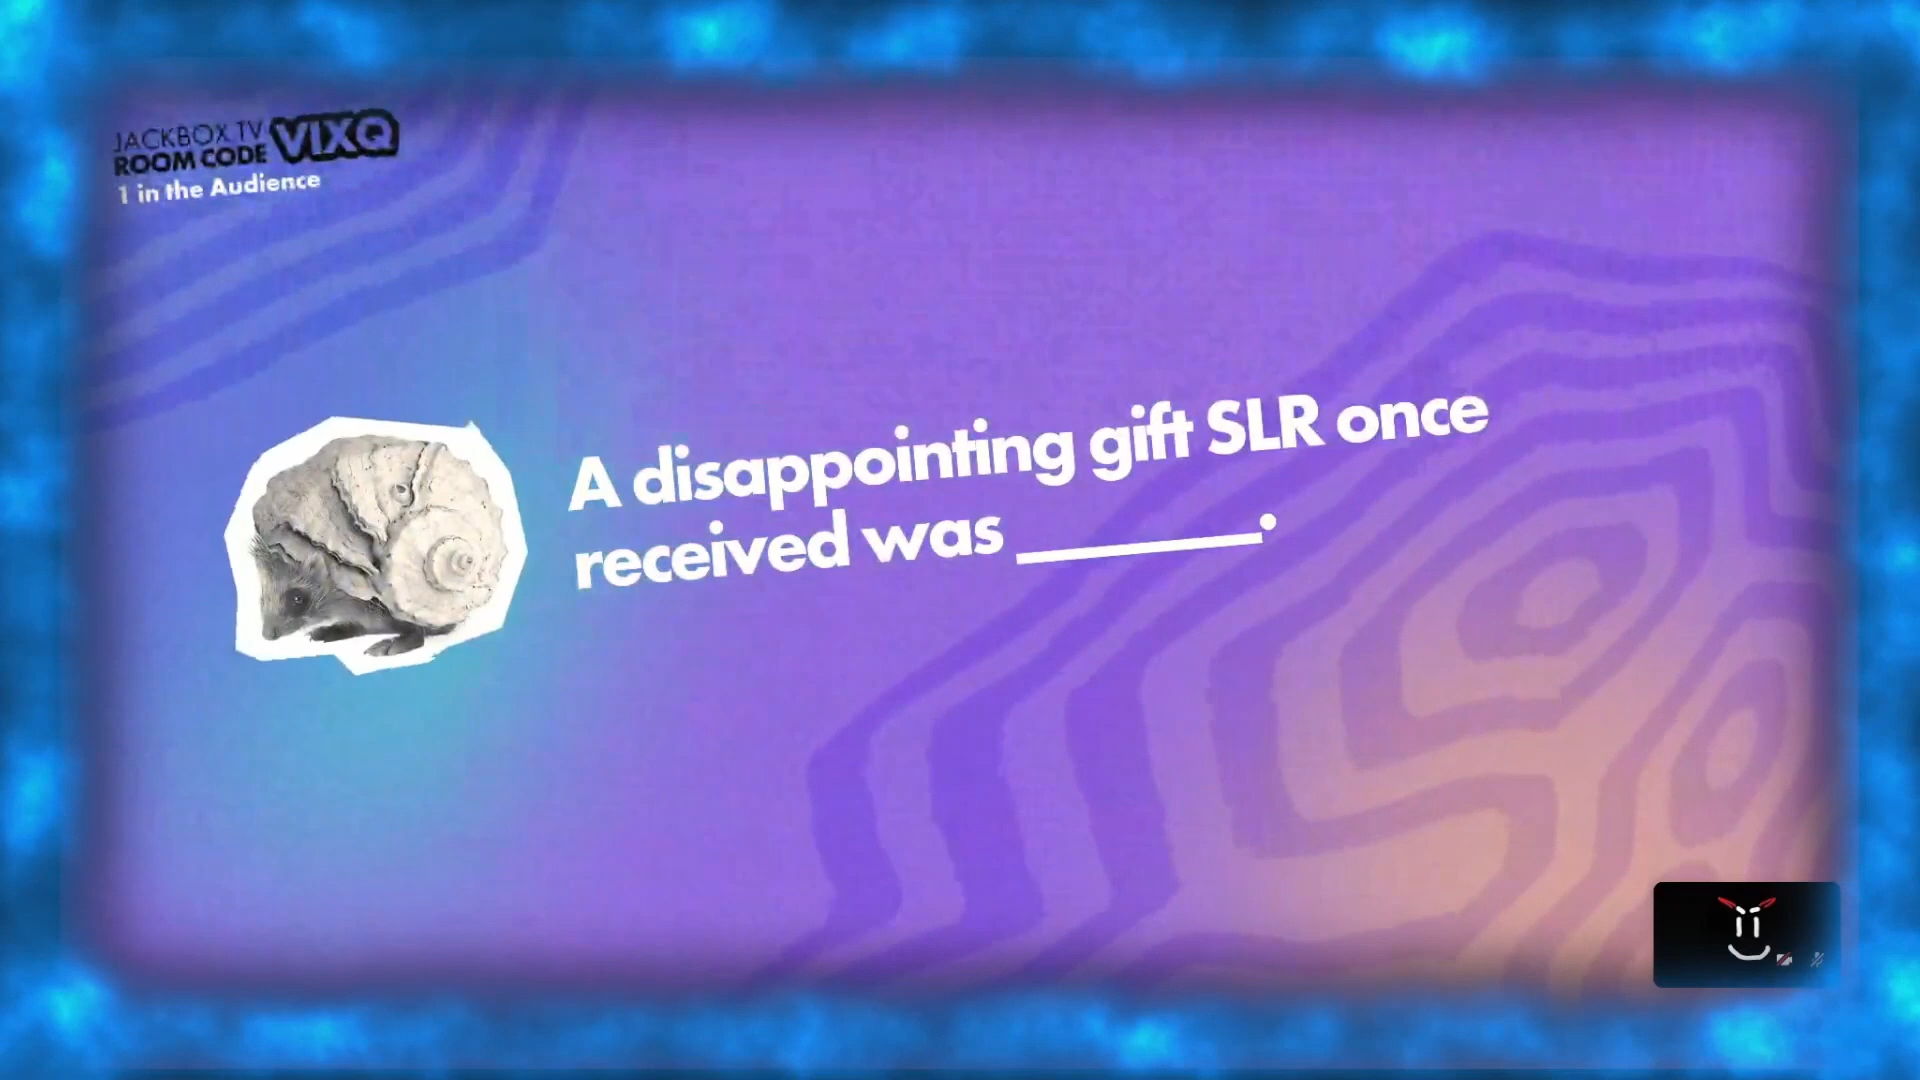 JACKBOX.TV
ROOM CODE VIXQ
1 in the Audience
A disappointing gift SLR once
received was ________.